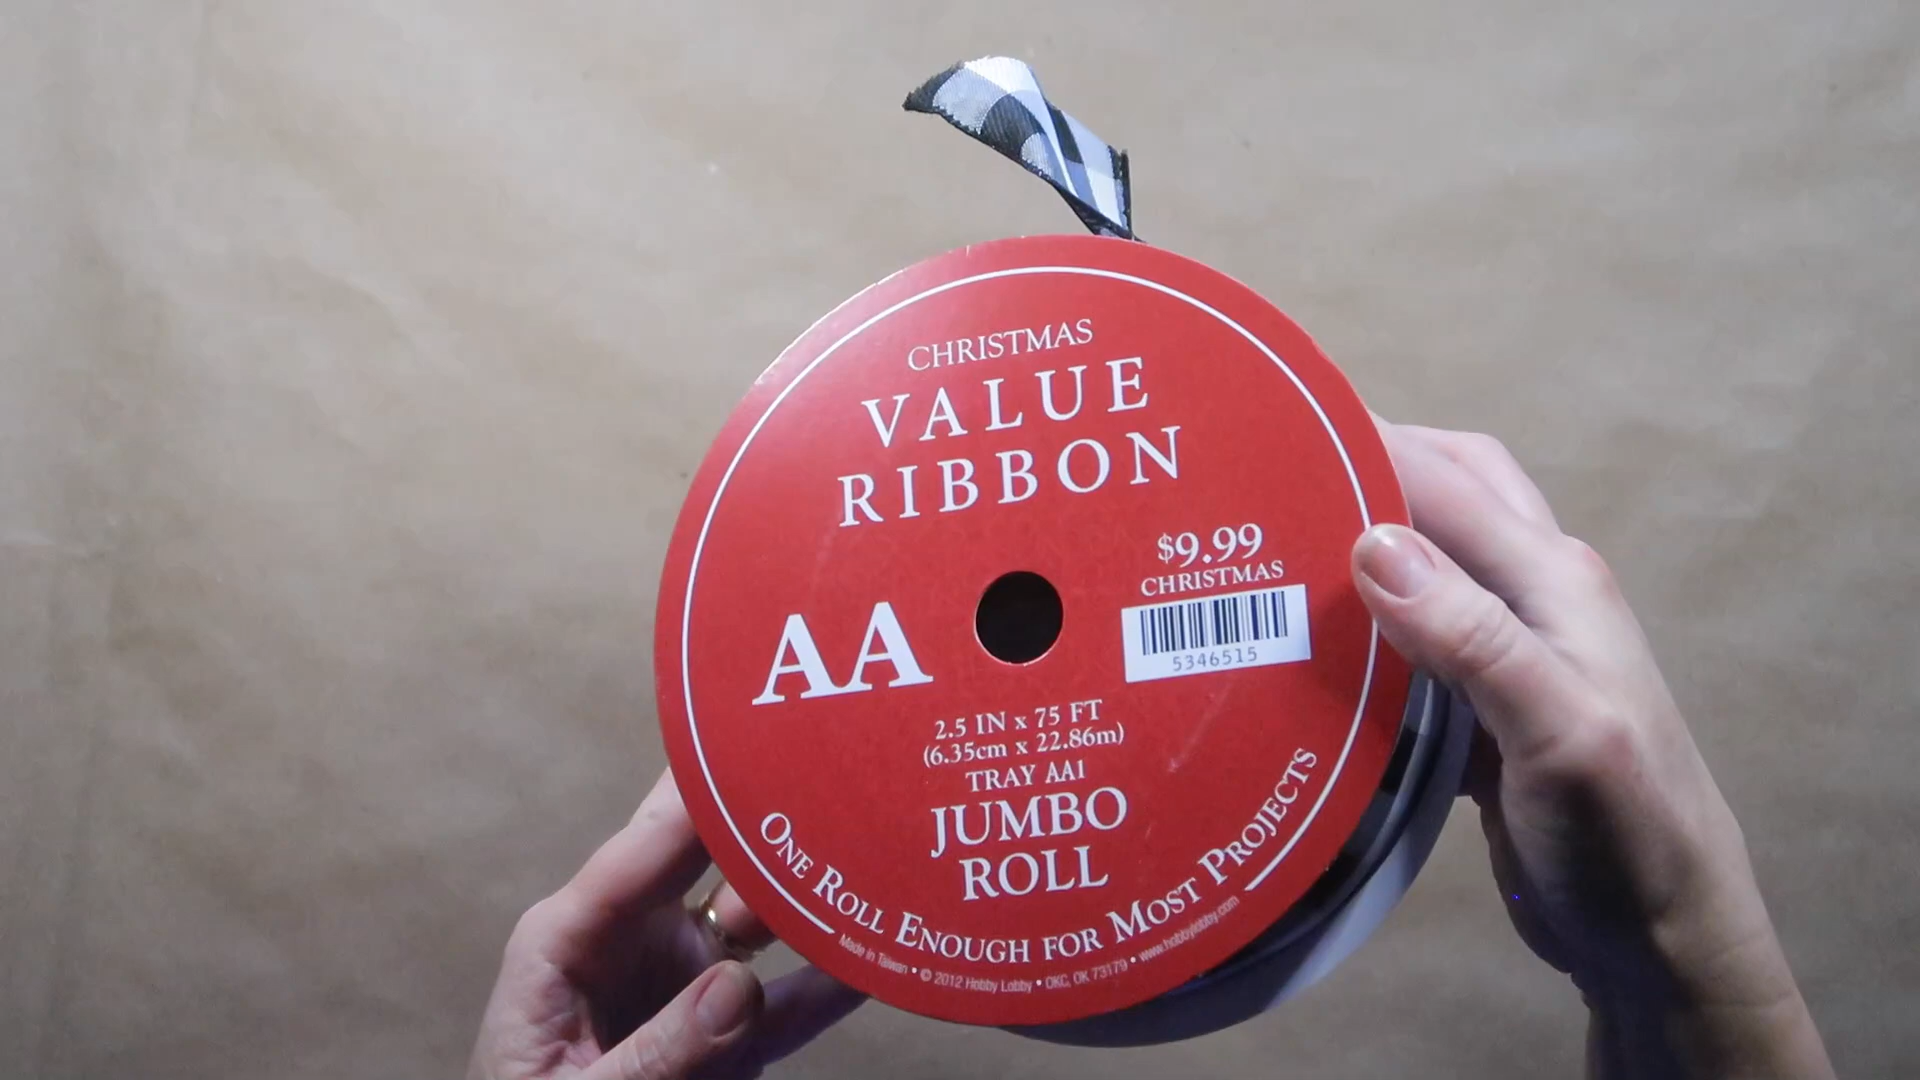 CHRISTMAS
VALUE
RIBBON
$9.99
CHRISTMAS
5346515
AA
2.5 IN x 75 FT
(6.35cm x 22.86m)
TRAY AA1
JUMBO
ROLL
ONE ROLL ENOUGH FOR MOST PROJECTS
Made in Taiwan • © 2012 Hobby Lobby • OKC, OK 73179 • www.hobbylobby.com